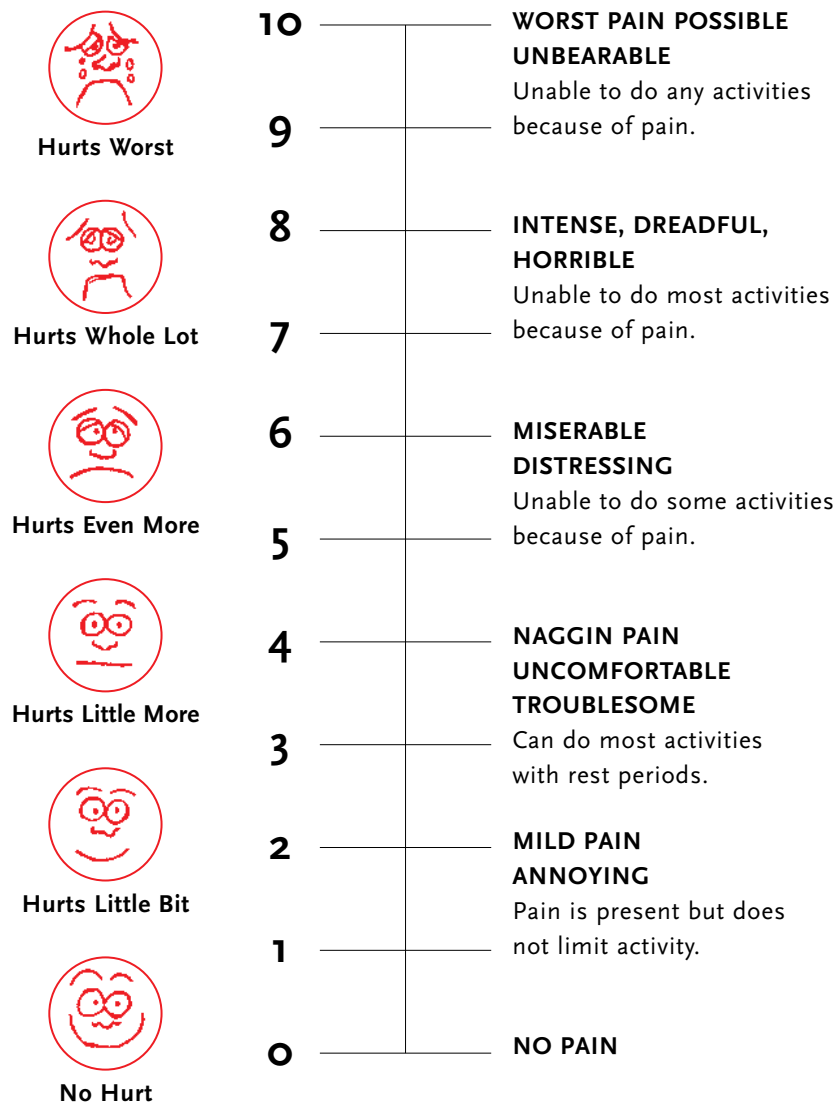 10
WORST PAIN POSSIBLE
UNBEARABLE
Unable to do any activities
because of pain.
Hurts Worst
9
8
INTENSE, DREADFUL,
HORRIBLE
Unable to do most activities
because of pain.
Hurts Whole Lot
7
6
MISERABLE
DISTRESSING
Unable to do some activities
because of pain.
Hurts Even More
5
4
NAGGIN PAIN
UNCOMFORTABLE
TROUBLESOME
Can do most activities
with rest periods.
Hurts Little More
3
2
MILD PAIN
ANNOYING
Pain is present but does
not limit activity.
Hurts Little Bit
1
0
NO PAIN
No Hurt